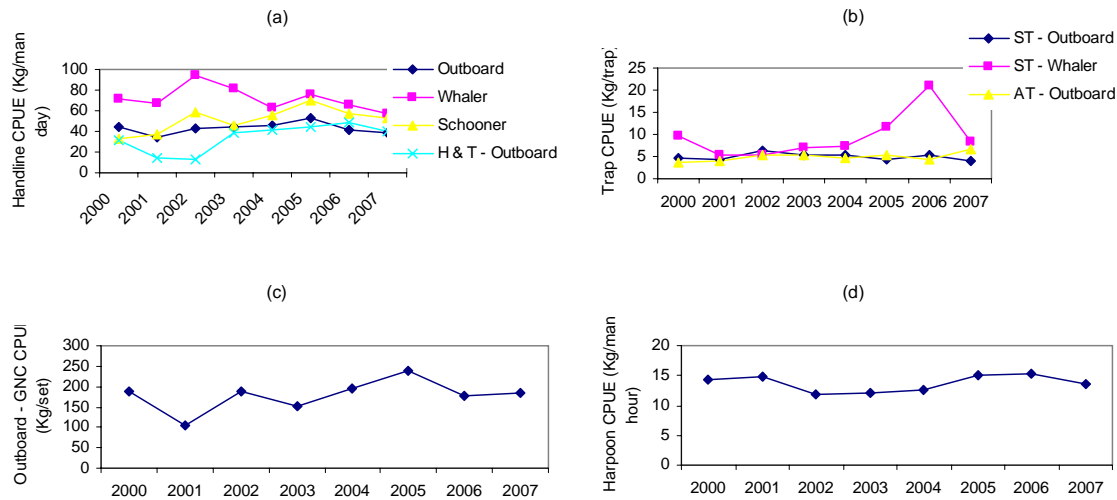 (a)
Handline CPUE (Kg/man
day)
100
80
60
40
20
0
2000
2001
2002
2003
2004
2005
2006
2007
Outboard
Whaler
Schooner
H & T - Outboard
(b)
Trap CPUE (Kg/trap)
25
20
15
10
5
0
2000 2001 2002 2003 2004 2005 2006 2007
ST - Outboard
ST - Whaler
AT - Outboard
(c)
Outboard - GNC CPU
(Kg/set)
300
250
200
150
100
50
0
2000 2001 2002 2003 2004 2005 2006 2007
(d)
Harpoon CPUE (Kg/man
hour)
20
15
10
5
0
2000 2001 2002 2003 2004 2005 2006 2007